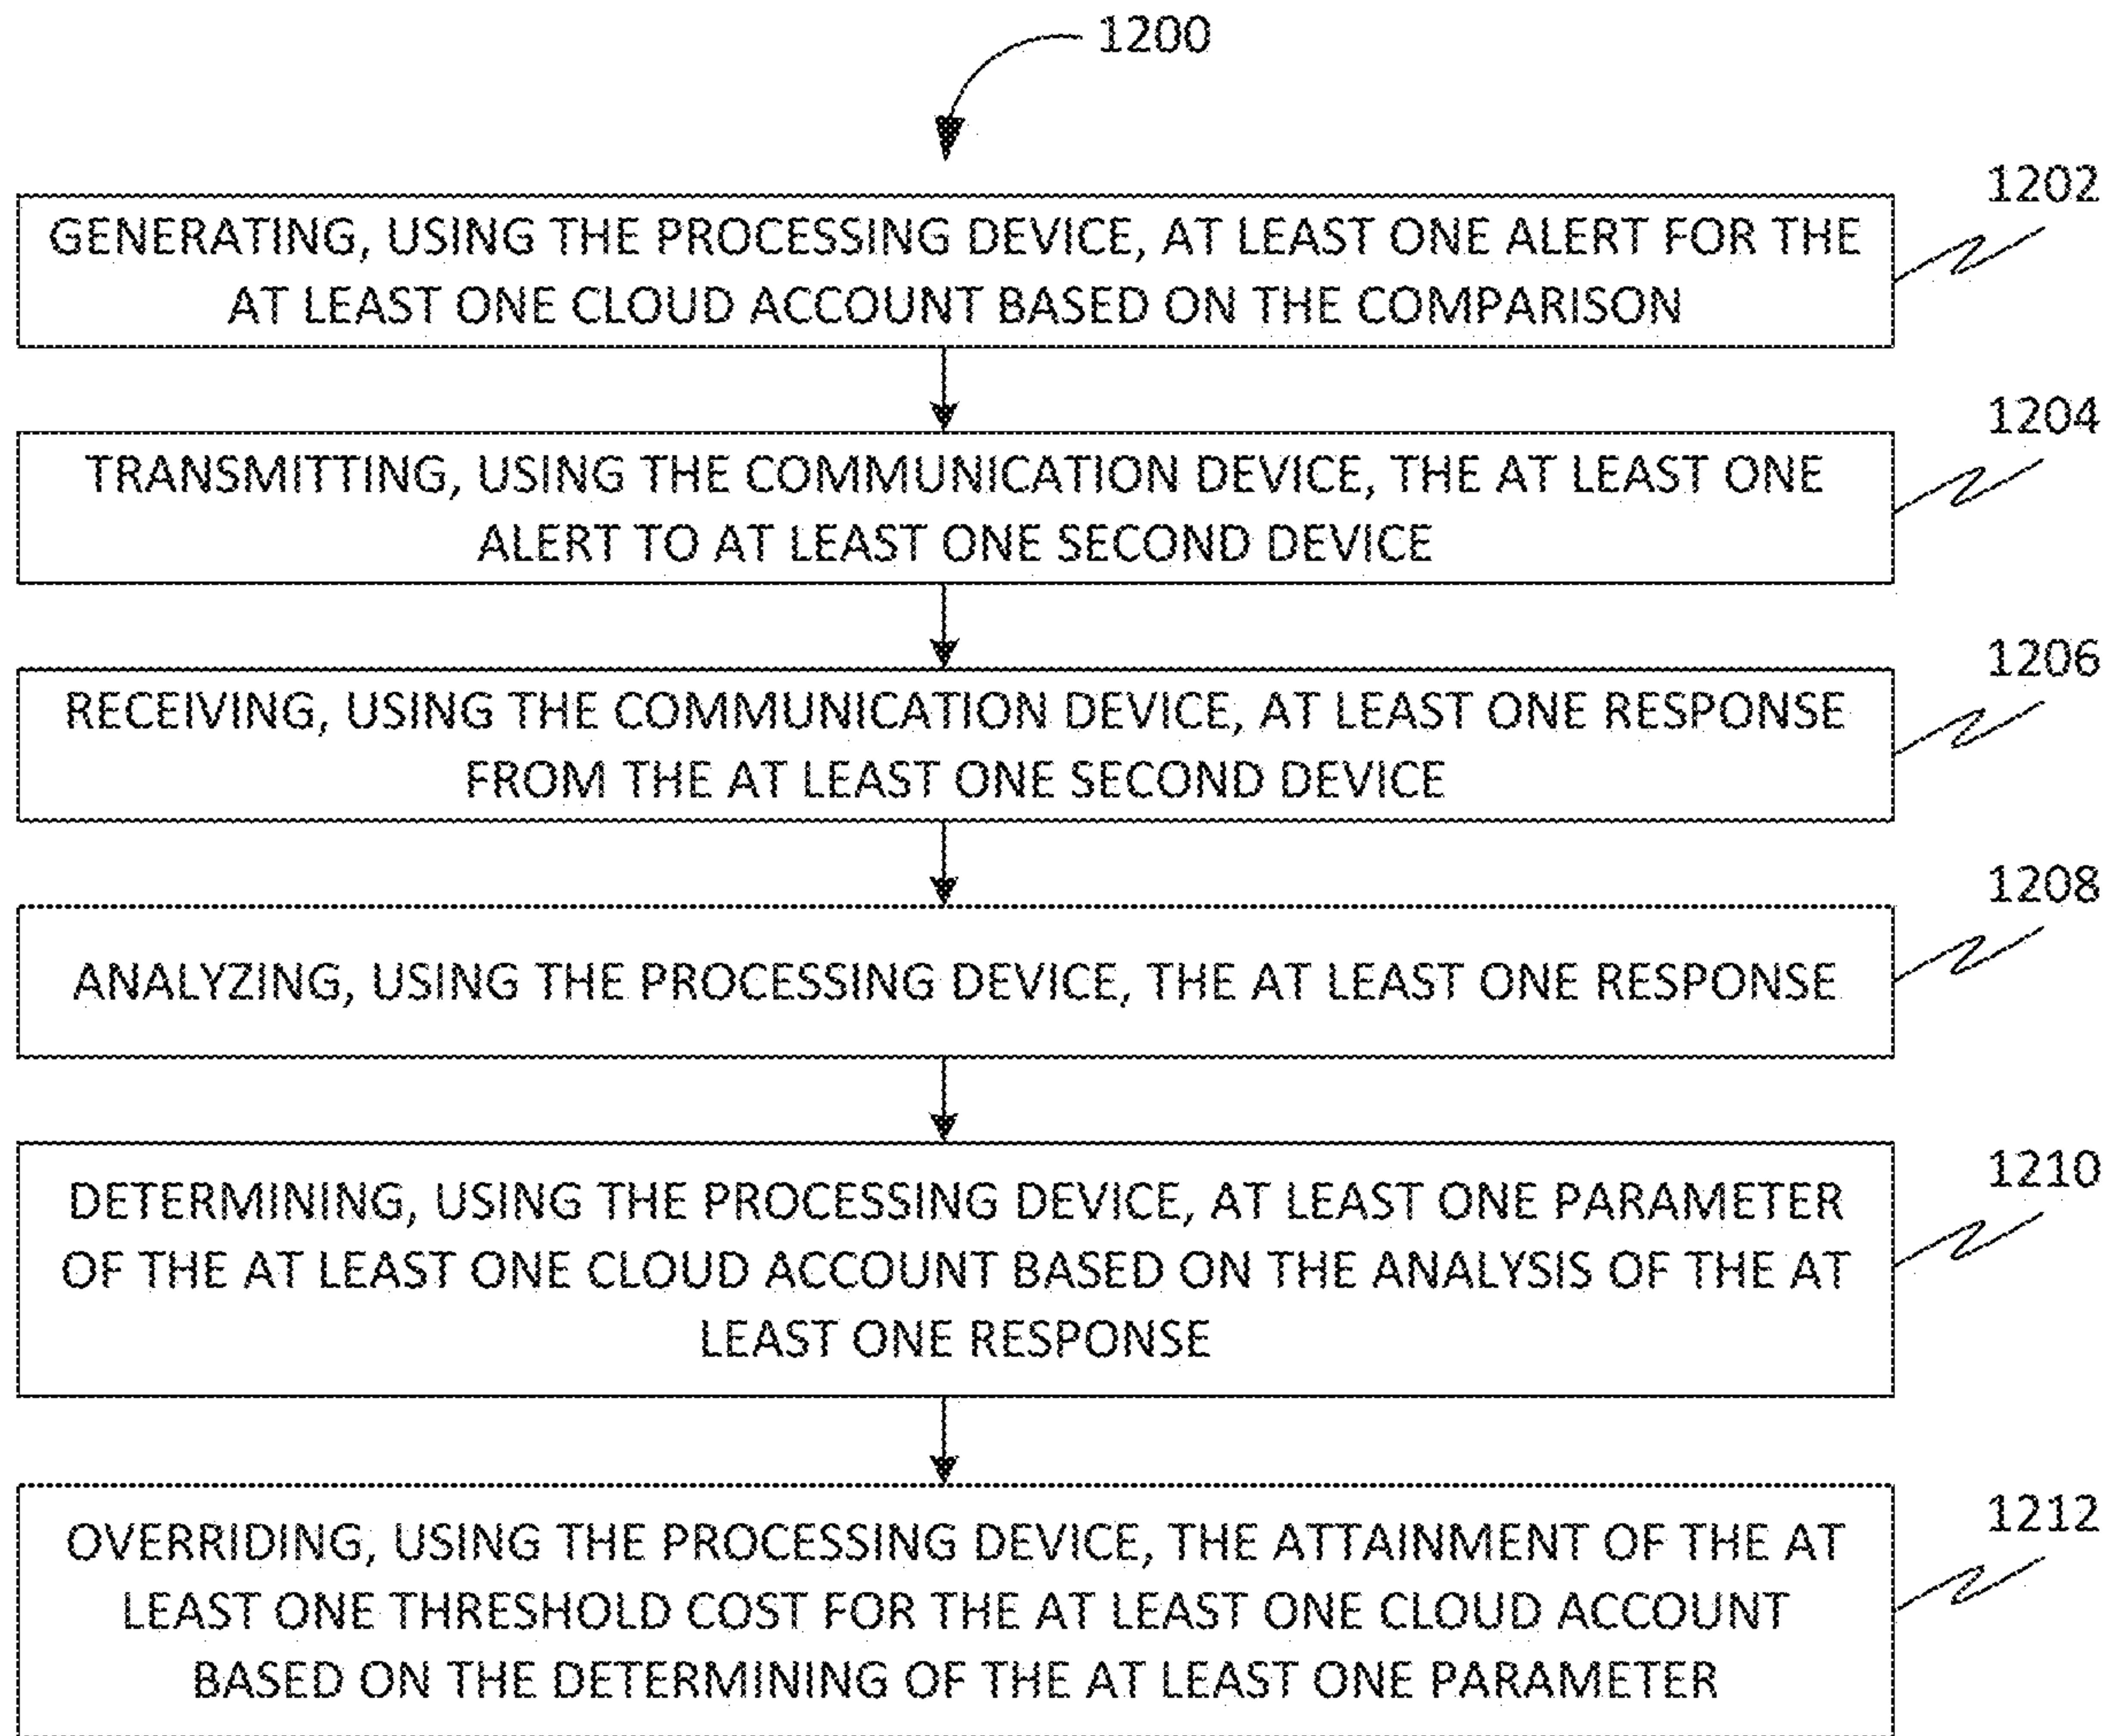 1200
1202
GENERATING, USING THE PROCESSING DEVICE, AT LEAST ONE ALERT FOR THE
AT LEAST ONE CLOUD ACCOUNT BASED ON THE COMPARISON
1204
TRANSMITTING, USING THE COMMUNICATION DEVICE, THE AT LEAST ONE
ALERT TO AT LEAST ONE SECOND DEVICE
1206
RECEIVING, USING THE COMMUNICATION DEVICE, AT LEAST ONE RESPONSE
FROM THE AT LEAST ONE SECOND DEVICE
1208
ANALYZING, USING THE PROCESSING DEVICE, THE AT LEAST ONE RESPONSE
1210
DETERMINING, USING THE PROCESSING DEVICE, AT LEAST ONE PARAMETER
OF THE AT LEAST ONE CLOUD ACCOUNT BASED ON THE ANALYSIS OF THE AT
LEAST ONE RESPONSE
1212
OVERRIDING, USING THE PROCESSING DEVICE, THE ATTAINMENT OF THE AT
LEAST ONE THRESHOLD COST FOR THE AT LEAST ONE CLOUD ACCOUNT
BASED ON THE DETERMINING OF THE AT LEAST ONE PARAMETER